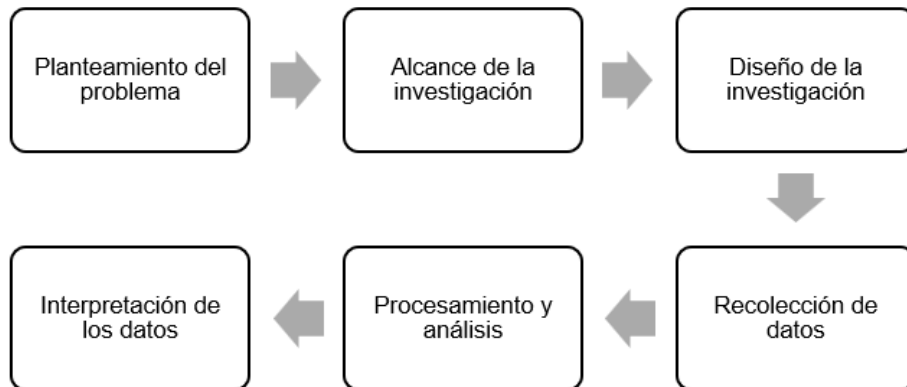 Planteamiento del
problema
Alcance de la
investigación
Diseño de la
investigación
Recolección de
datos
Procesamiento y
análisis
Interpretación de
los datos